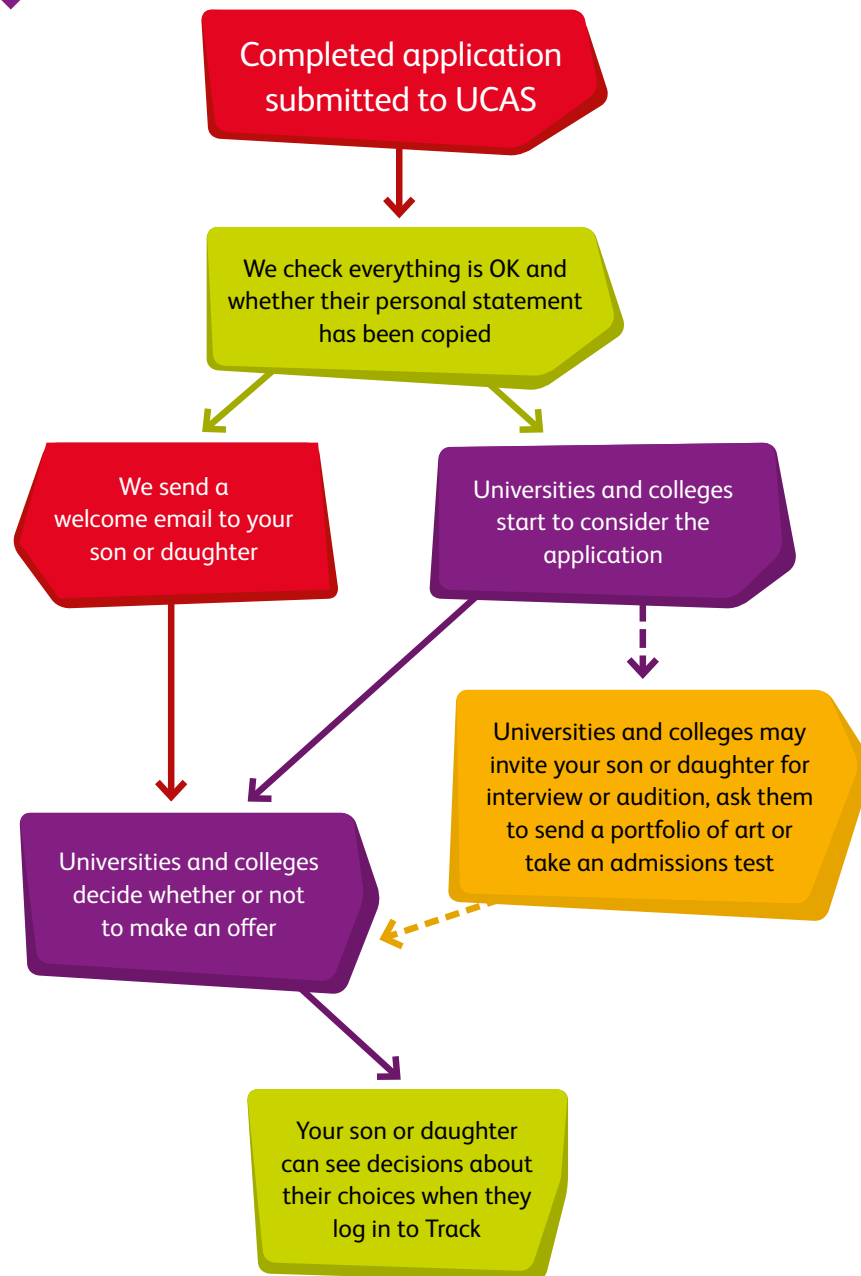 Completed application
submitted to UCAS
We check everything is OK and
whether their personal statement
has been copied
We send a
welcome email to your
son or daughter
Universities and colleges
start to consider the
application
Universities and colleges may
invite your son or daughter for
interview or audition, ask them
to send a portfolio of art or
take an admissions test
Universities and colleges
decide whether or not
to make an offer
Your son or daughter
can see decisions about
their choices when they
log in to Track